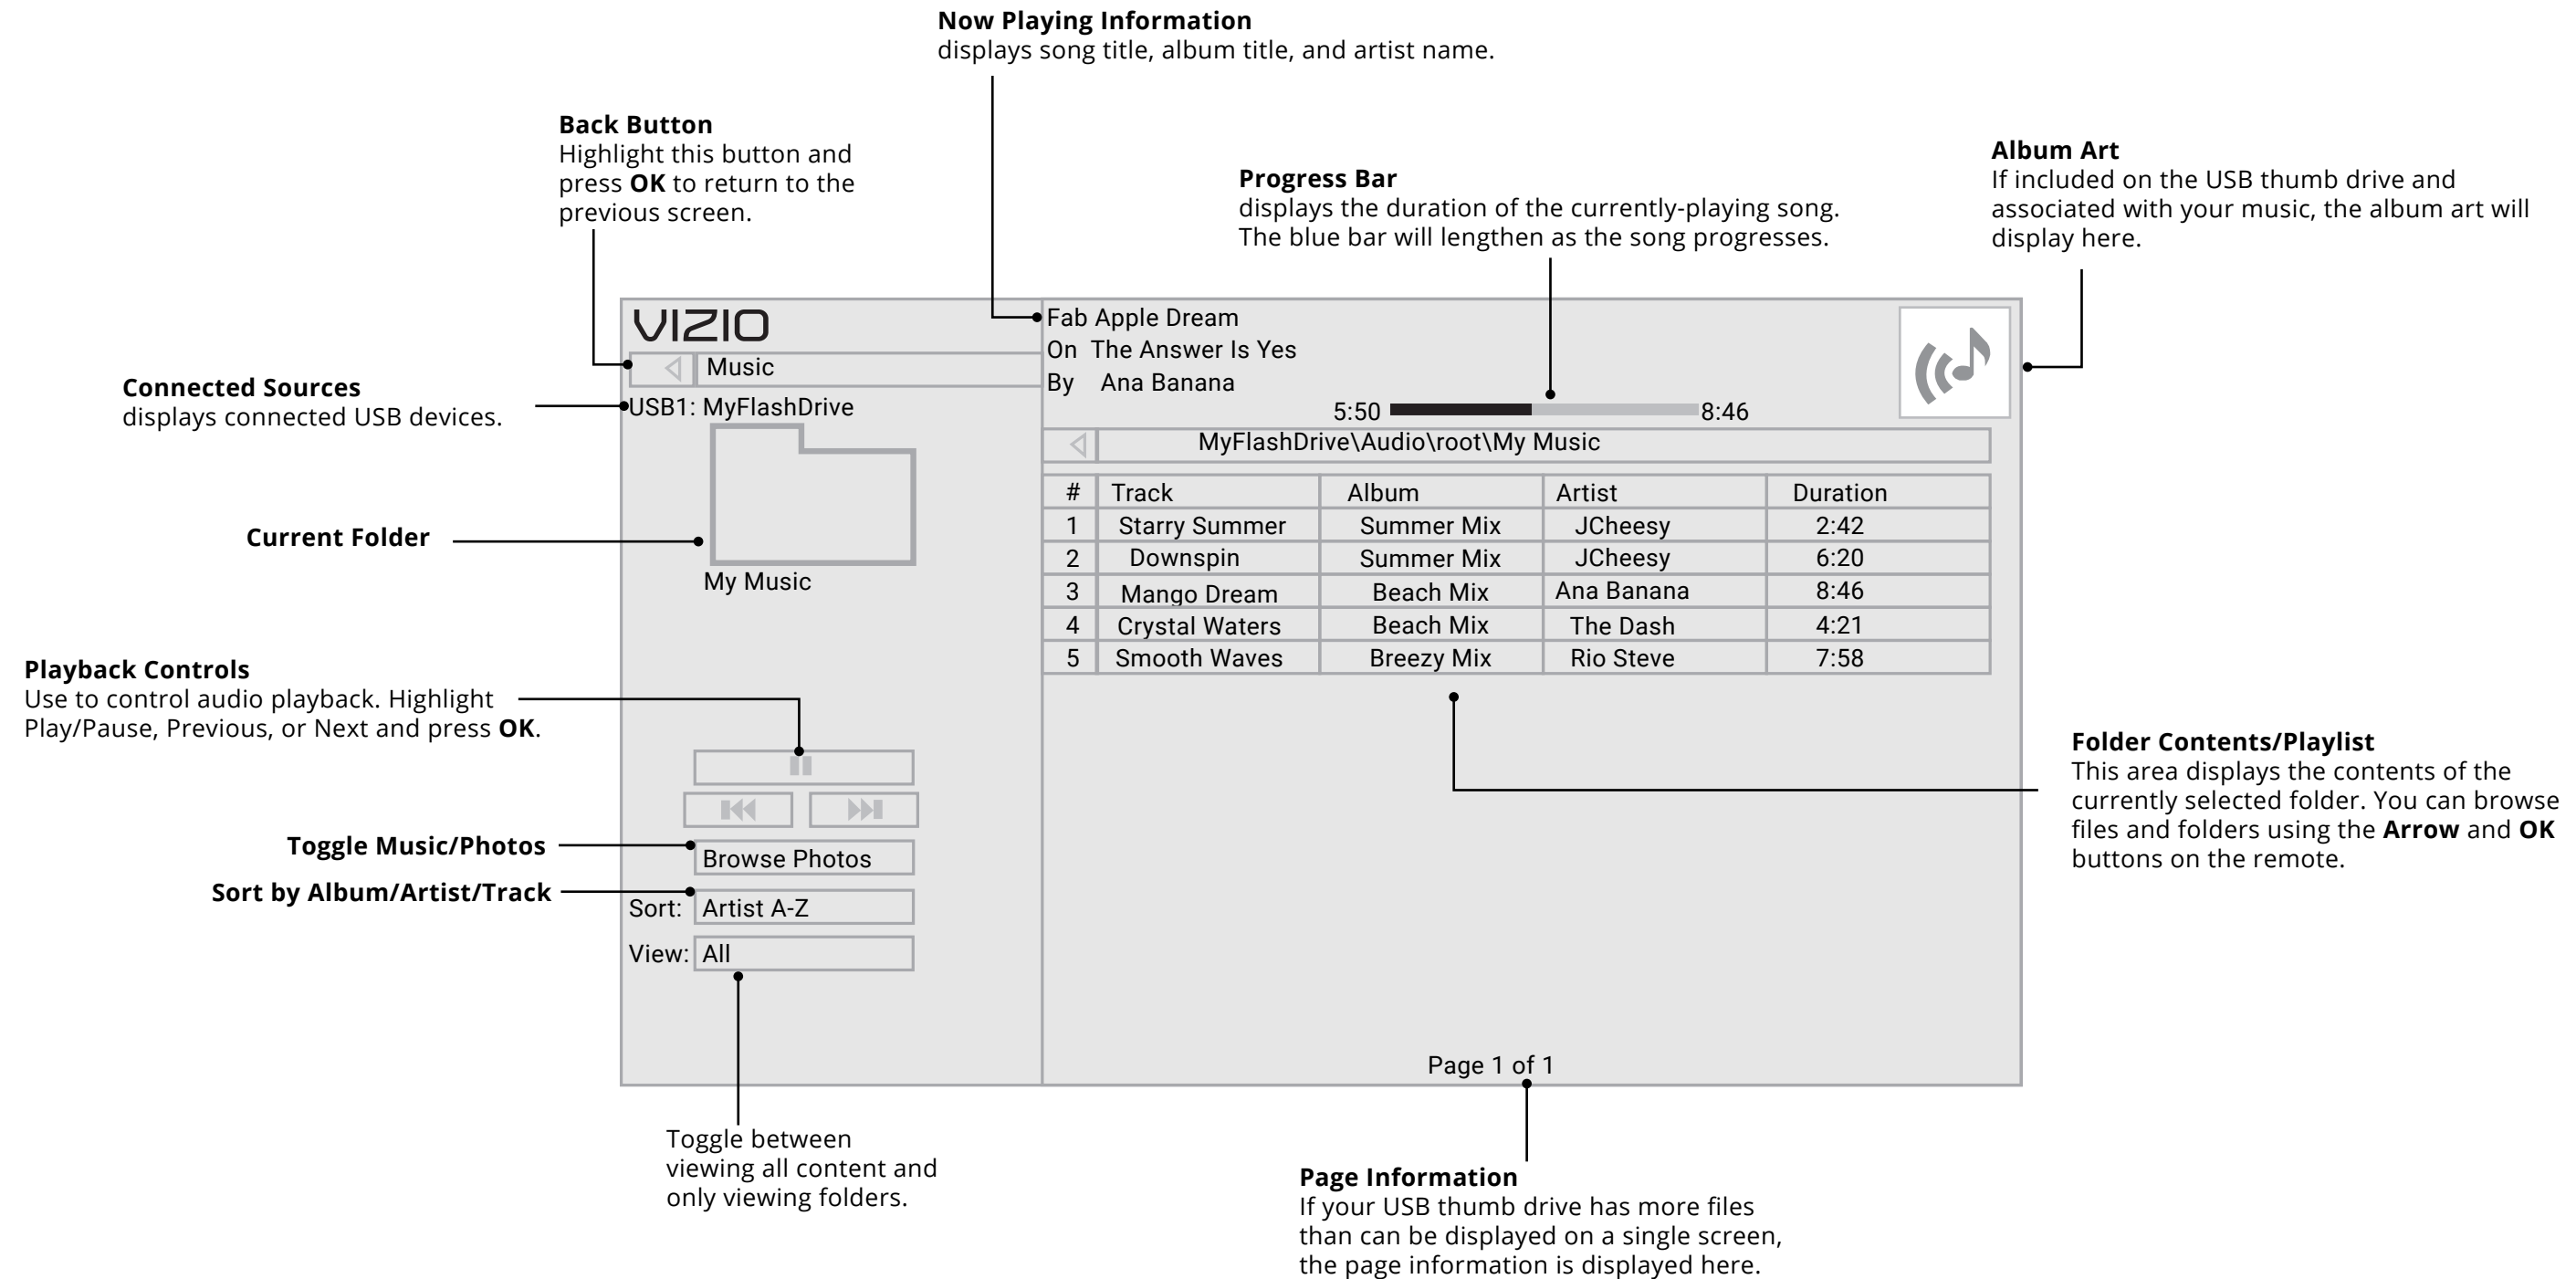 Now Playing Information
displays song title, album title, and artist name.
Back Button
Highlight this button and
press OK to return to the
previous screen.
Progress Bar
displays the duration of the currently-playing song.
The blue bar will lengthen as the song progresses.
Album Art
If included on the USB thumb drive and
associated with your music, the album art will
display here.
Connected Sources
displays connected USB devices.
Current Folder
Playback Controls
Use to control audio playback. Highlight
Play/Pause, Previous, or Next and press OK.
Toggle Music/Photos
Sort by Album/Artist/Track
VIZIO
Music
USB1: MyFlashDrive
My Music
Browse Photos
Sort: Artist A-Z
View: All
Fab Apple Dream
On The Answer Is Yes
By Ana Banana
5:50 8:46
MyFlashDrive\Audio\root\My Music
# Track Album Artist Duration
1 Starry Summer Summer Mix JCheesy 2:42
2 Downspin Summer Mix JCheesy 6:20
3 Mango Dream Beach Mix Ana Banana 8:46
4 Crystal Waters Beach Mix The Dash 4:21
5 Smooth Waves Breezy Mix Rio Steve 7:58
Page 1 of 1
Folder Contents/Playlist
This area displays the contents of the
currently selected folder. You can browse
files and folders using the Arrow and OK
buttons on the remote.
Toggle between
viewing all content and
only viewing folders.
Page Information
If your USB thumb drive has more files
than can be displayed on a single screen,
the page information is displayed here.